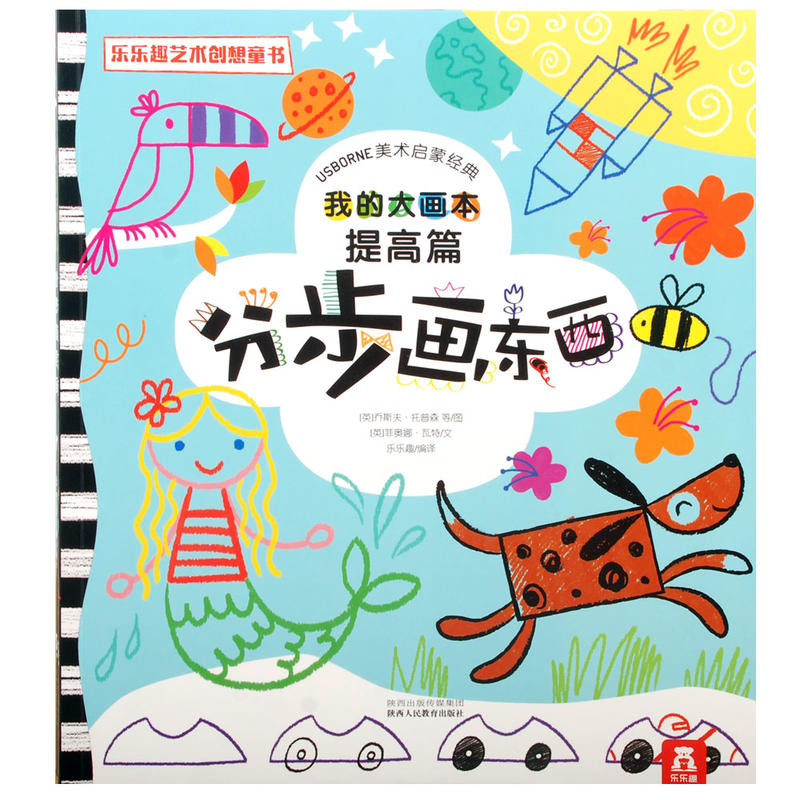 乐乐趣艺术创想童书
USBORNE美术启蒙经典
我的大画本
提高篇
分步画东西
[英]乔斯夫·托普森 等/图
[英]菲奥娜·瓦特/文
乐乐趣/编译
陕西出版传媒集团
陕西人民教育出版社
乐乐趣